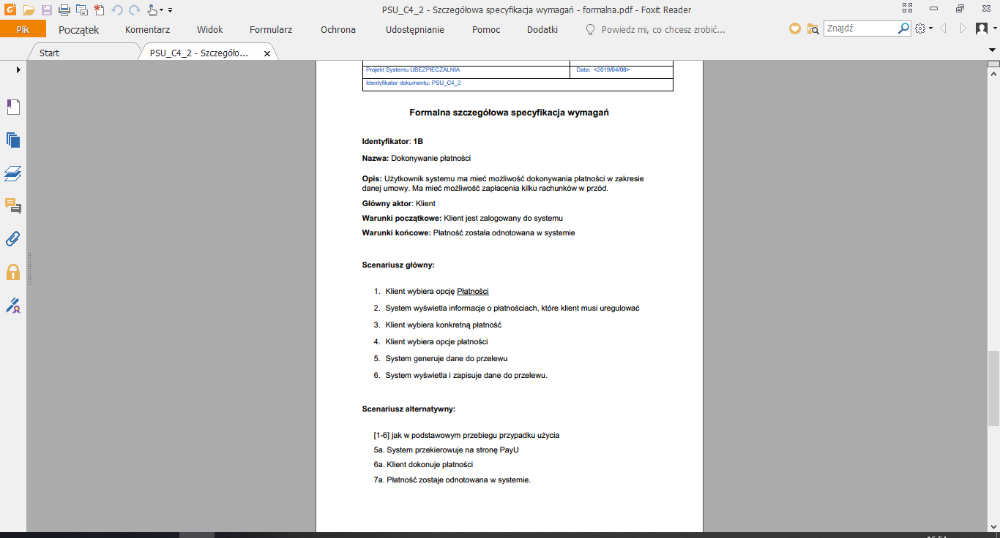 PSU_C4_2 - Szczegółowa specyfikacja wymagań - formalna.pdf - Foxit Reader
Plik Początek Komentarz Widok Formularz Ochrona Udostępnianie Pomoc Dodatki Powiedz mi, co chcesz zrobić… Znajdź
Start PSU_C4_2 - Szczegóło...
Projekt Systemu UBEZPIECZALNIA Data: <2019/04/08>
Identyfikator dokumentu: PSU_C4_2
Formalna szczegółowa specyfikacja wymagań
Identyfikator: 1B
Nazwa: Dokonywanie płatności
Opis: Użytkownik systemu ma mieć możliwość dokonywania płatności w zakresie
danej umowy. Ma mieć możliwość zapłacenia kilku rachunków w przód.
Główny aktor: Klient
Warunki początkowe: Klient jest zalogowany do systemu
Warunki końcowe: Płatność została odnotowana w systemie
Scenariusz główny:
1. Klient wybiera opcję Płatności
2. System wyświetla informacje o płatnościach, które klient musi uregulować
3. Klient wybiera konkretną płatność
4. Klient wybiera opcje płatności
5. System generuje dane do przelewu
6. System wyświetla i zapisuje dane do przelewu.
Scenariusz alternatywny:
[1-6] jak w podstawowym przebiegu przypadku użycia
5a. System przekierowuje na stronę PayU
6a. Klient dokonuje płatności
7a. Płatność zostaje odnotowana w systemie.